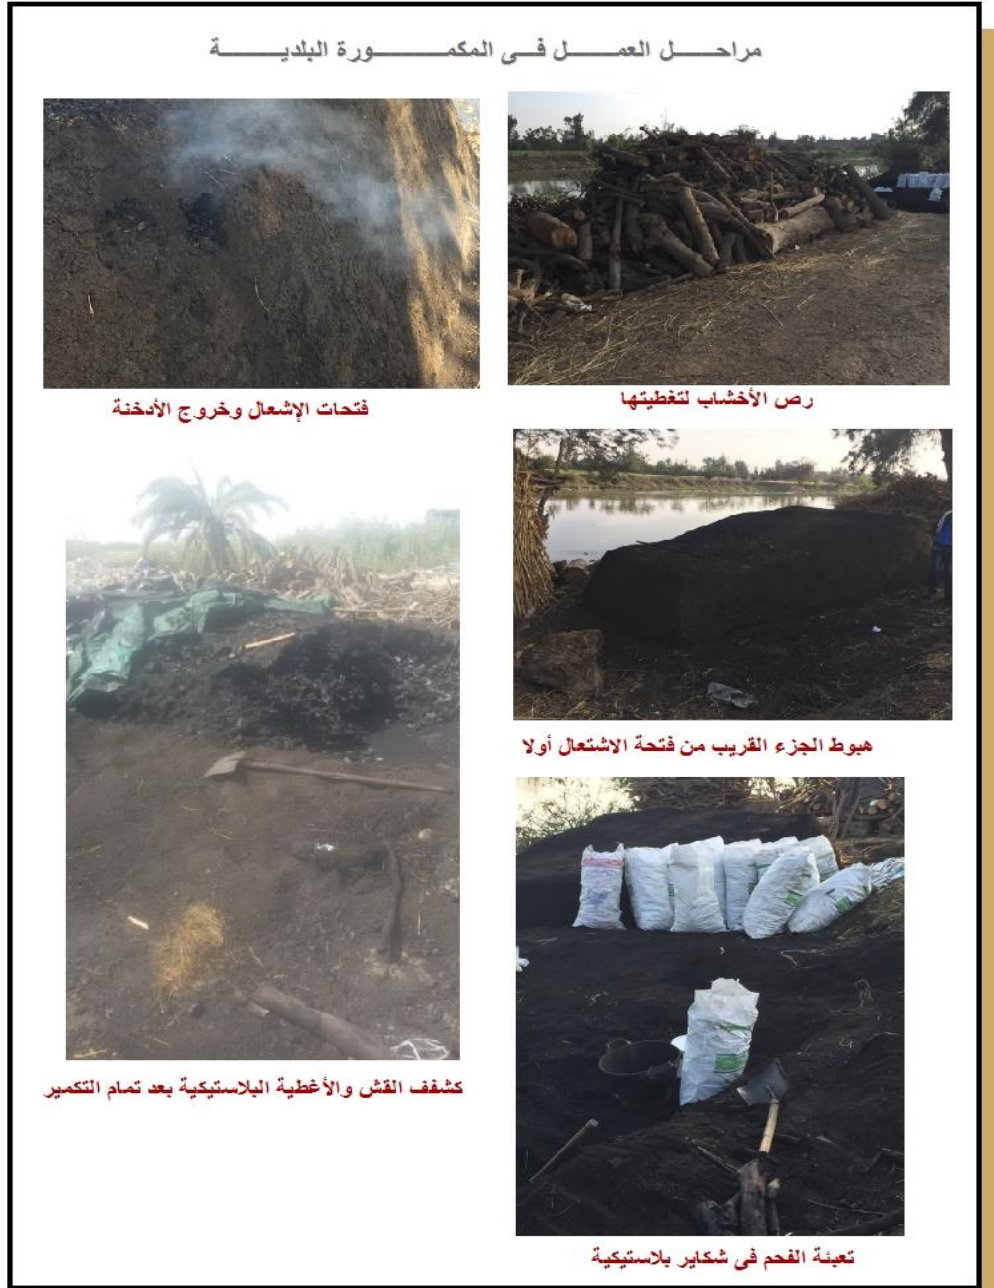 مراحـــل العمـــل فــى المكمـــــورة البلديـــــة
رص الأخشاب لتغطيتها
فتحات الإشعال وخروج الأدخنة
هبوط الجزء القريب من فتحة الاشتعال أولا
كشفف القش والأغطية البلاستيكية بعد تمام التكمير
تعبئة الفحم فى شكاير بلاستيكية